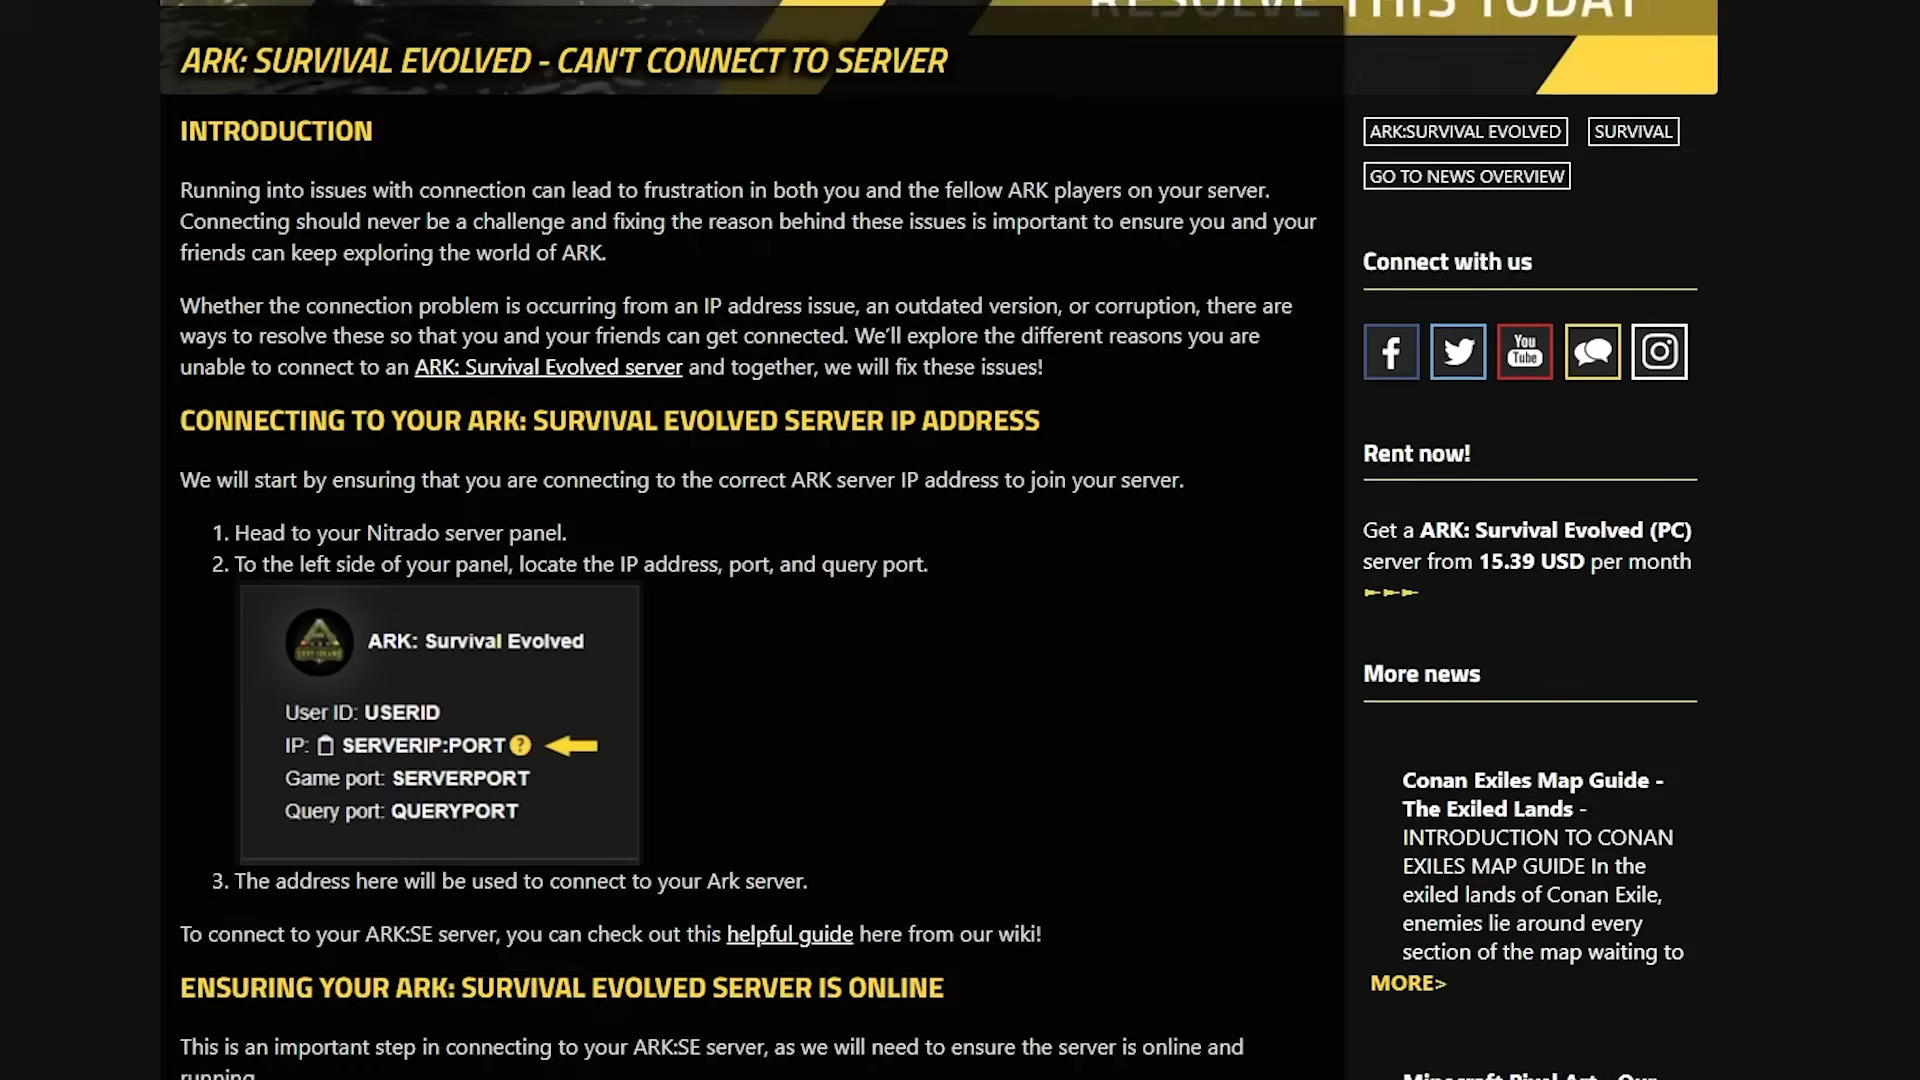 RESOLVE THIS TODAY
ARK: SURVIVAL EVOLVED - CAN'T CONNECT TO SERVER
INTRODUCTION
Running into issues with connection can lead to frustration in both you and the fellow ARK players on your server.
Connecting should never be a challenge and fixing the reason behind these issues is important to ensure you and your
friends can keep exploring the world of ARK.
Whether the connection problem is occurring from an IP address issue, an outdated version, or corruption, there are
ways to resolve these so that you and your friends can get connected. We’ll explore the different reasons you are
unable to connect to an ARK: Survival Evolved server and together, we will fix these issues!
CONNECTING TO YOUR ARK: SURVIVAL EVOLVED SERVER IP ADDRESS
We will start by ensuring that you are connecting to the correct ARK server IP address to join your server.
1. Head to your Nitrado server panel.
2. To the left side of your panel, locate the IP address, port, and query port.
ARK: Survival Evolved
User ID: USERID
IP: SERVERIP:PORT ?
Game port: SERVERPORT
Query port: QUERYPORT
3. The address here will be used to connect to your Ark server.
To connect to your ARK:SE server, you can check out this helpful guide here from our wiki!
ENSURING YOUR ARK: SURVIVAL EVOLVED SERVER IS ONLINE
This is an important step in connecting to your ARK:SE server, as we will need to ensure the server is online and
running.
ARK:SURVIVAL EVOLVED
SURVIVAL
GO TO NEWS OVERVIEW
Connect with us
You
Tube
Rent now!
Get a ARK: Survival Evolved (PC)
server from 15.39 USD per month
More news
Conan Exiles Map Guide -
The Exiled Lands -
INTRODUCTION TO CONAN
EXILES MAP GUIDE In the
exiled lands of Conan Exile,
enemies lie around every
section of the map waiting to
MORE>
Minecraft Pixel Art - Our